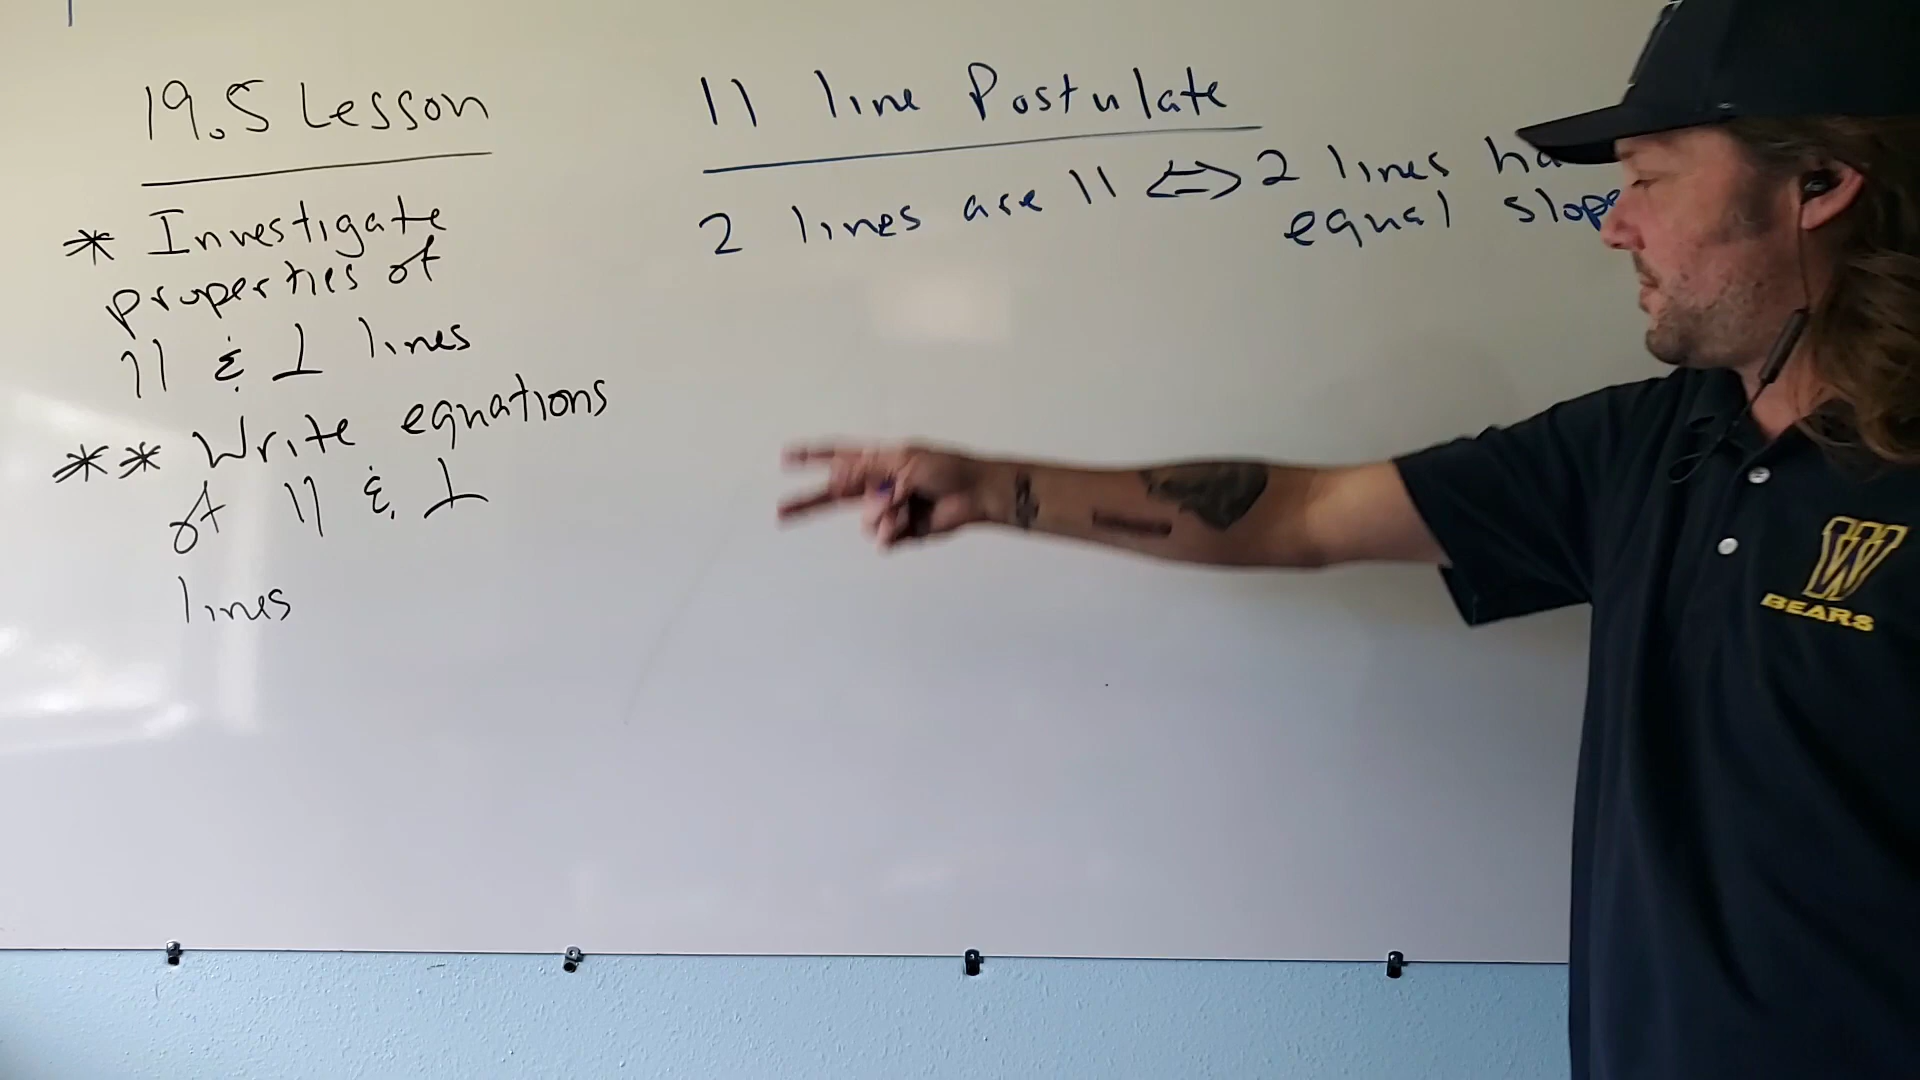 19.5 Lesson
* Investigate
properties of
|| & ⊥ lines
** Write equations
of || & ⊥
lines
|| line Postulate
2 lines are || <=> 2 lines
equal
W
BEARS